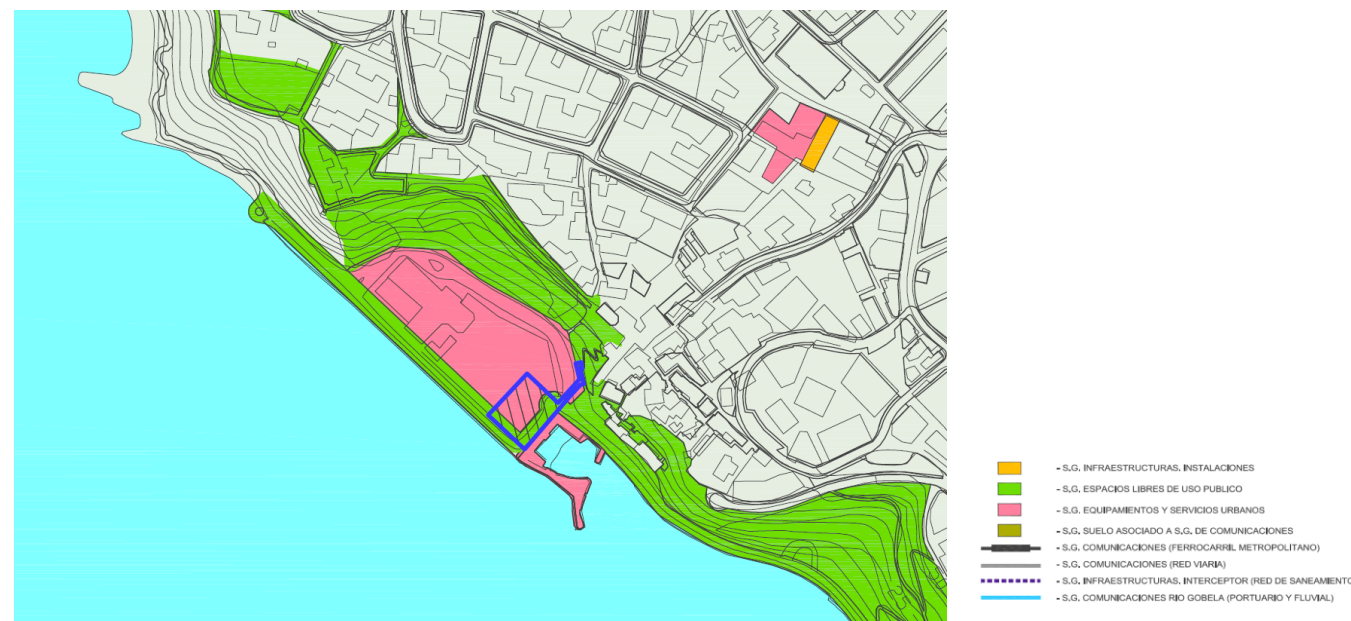 - S.G. INFRAESTRUCTURAS. INSTALACIONES
- S.G. ESPACIOS LIBRES DE USO PUBLICO
- S.G. EQUIPAMIENTOS Y SERVICIOS URBANOS
- S.G. SUELO ASOCIADO A S.G. DE COMUNICACIONES
- S.G. COMUNICACIONES (FERROCARRIL METROPOLITANO)
- S.G. COMUNICACIONES (RED VIARIA)
- S.G. INFRAESTRUCTURAS. INTERCEPTOR (RED DE SANEAMIENTO
- S.G. COMUNICACIONES RIO GOBELA (PORTUARIO Y FLUVIAL)